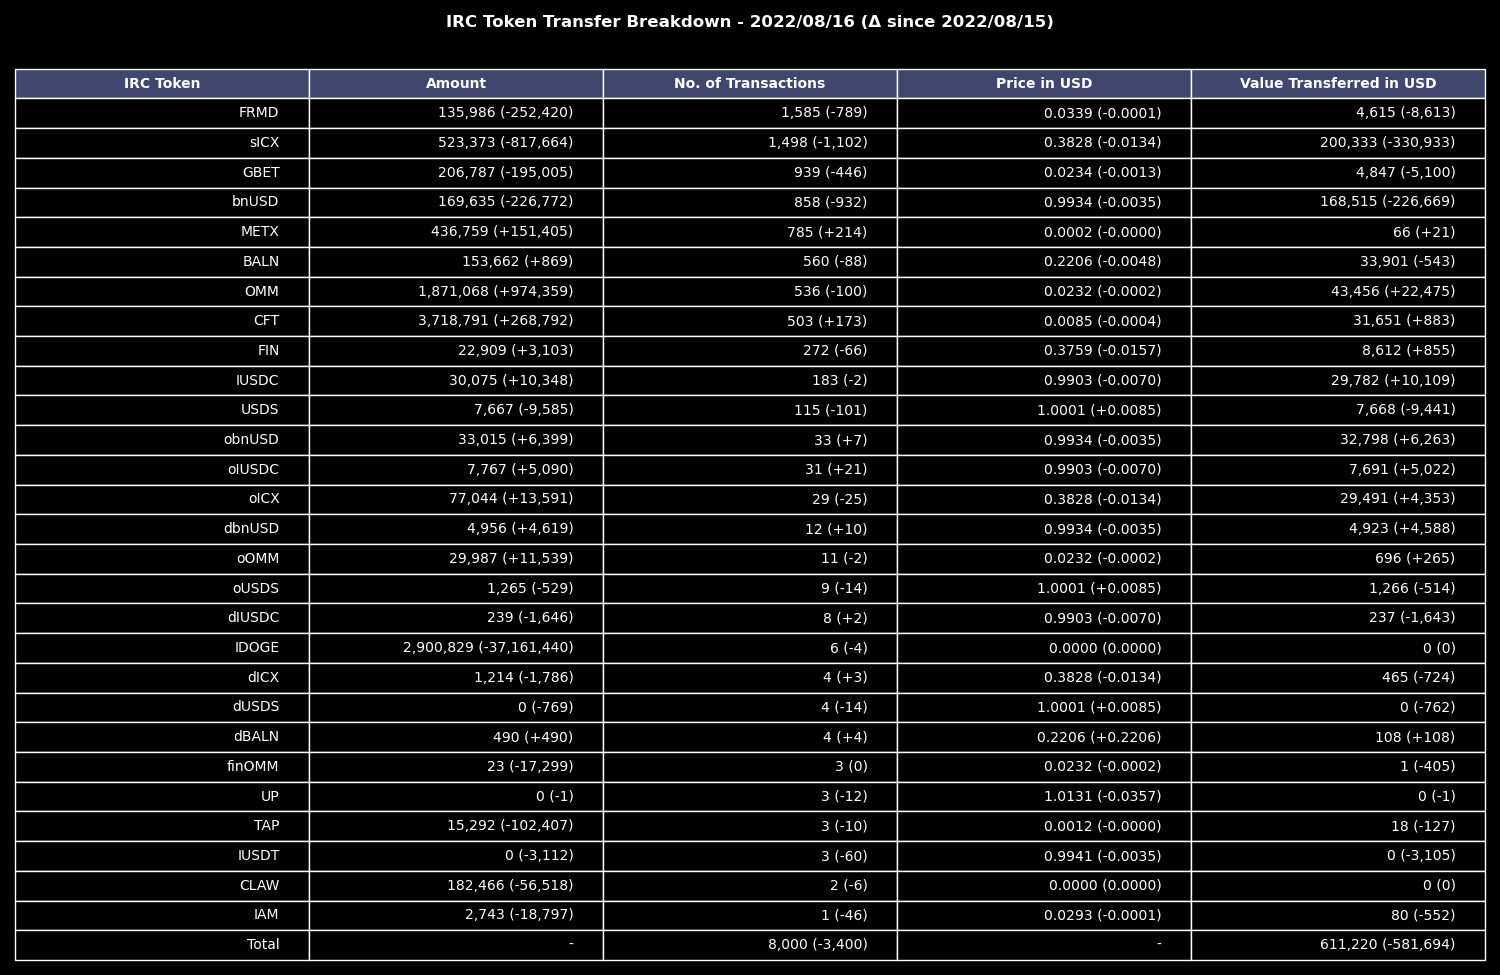 IRC Token Transfer Breakdown - 2022/08/16 (Δ since 2022/08/15)
IRC Token Amount No. of Transactions Price in USD Value Transferred in USD
FRMD 135,986 (-252,420) 1,585 (-789) 0.0339 (-0.0001) 4,615 (-8,613)
sICX 523,373 (-817,664) 1,498 (-1,102) 0.3828 (-0.0134) 200,333 (-330,933)
GBET 206,787 (-195,005) 939 (-446) 0.0234 (-0.0013) 4,847 (-5,100)
bnUSD 169,635 (-226,772) 858 (-932) 0.9934 (-0.0035) 168,515 (-226,669)
METX 436,759 (+151,405) 785 (+214) 0.0002 (-0.0000) 66 (+21)
BALN 153,662 (+869) 560 (-88) 0.2206 (-0.0048) 33,901 (-543)
OMM 1,871,068 (+974,359) 536 (-100) 0.0232 (-0.0002) 43,456 (+22,475)
CFT 3,718,791 (+268,792) 503 (+173) 0.0085 (-0.0004) 31,651 (+883)
FIN 22,909 (+3,103) 272 (-66) 0.3759 (-0.0157) 8,612 (+855)
IUSDC 30,075 (+10,348) 183 (-2) 0.9903 (-0.0070) 29,782 (+10,109)
USDS 7,667 (-9,585) 115 (-101) 1.0001 (+0.0085) 7,668 (-9,441)
obnUSD 33,015 (+6,399) 33 (+7) 0.9934 (-0.0035) 32,798 (+6,263)
oIUSDC 7,767 (+5,090) 31 (+21) 0.9903 (-0.0070) 7,691 (+5,022)
oICX 77,044 (+13,591) 29 (-25) 0.3828 (-0.0134) 29,491 (+4,353)
dbnUSD 4,956 (+4,619) 12 (+10) 0.9934 (-0.0035) 4,923 (+4,588)
oOMM 29,987 (+11,539) 11 (-2) 0.0232 (-0.0002) 696 (+265)
oUSDS 1,265 (-529) 9 (-14) 1.0001 (+0.0085) 1,266 (-514)
dIUSDC 239 (-1,646) 8 (+2) 0.9903 (-0.0070) 237 (-1,643)
IDOGE 2,900,829 (-37,161,440) 6 (-4) 0.0000 (0.0000) 0 (0)
dICX 1,214 (-1,786) 4 (+3) 0.3828 (-0.0134) 465 (-724)
dUSDS 0 (-769) 4 (-14) 1.0001 (+0.0085) 0 (-762)
dBALN 490 (+490) 4 (+4) 0.2206 (+0.2206) 108 (+108)
finOMM 23 (-17,299) 3 (0) 0.0232 (-0.0002) 1 (-405)
UP 0 (-1) 3 (-12) 1.0131 (-0.0357) 0 (-1)
TAP 15,292 (-102,407) 3 (-10) 0.0012 (-0.0000) 18 (-127)
IUSDT 0 (-3,112) 3 (-60) 0.9941 (-0.0035) 0 (-3,105)
CLAW 182,466 (-56,518) 2 (-6) 0.0000 (0.0000) 0 (0)
IAM 2,743 (-18,797) 1 (-46) 0.0293 (-0.0001) 80 (-552)
Total - 8,000 (-3,400) - 611,220 (-581,694)